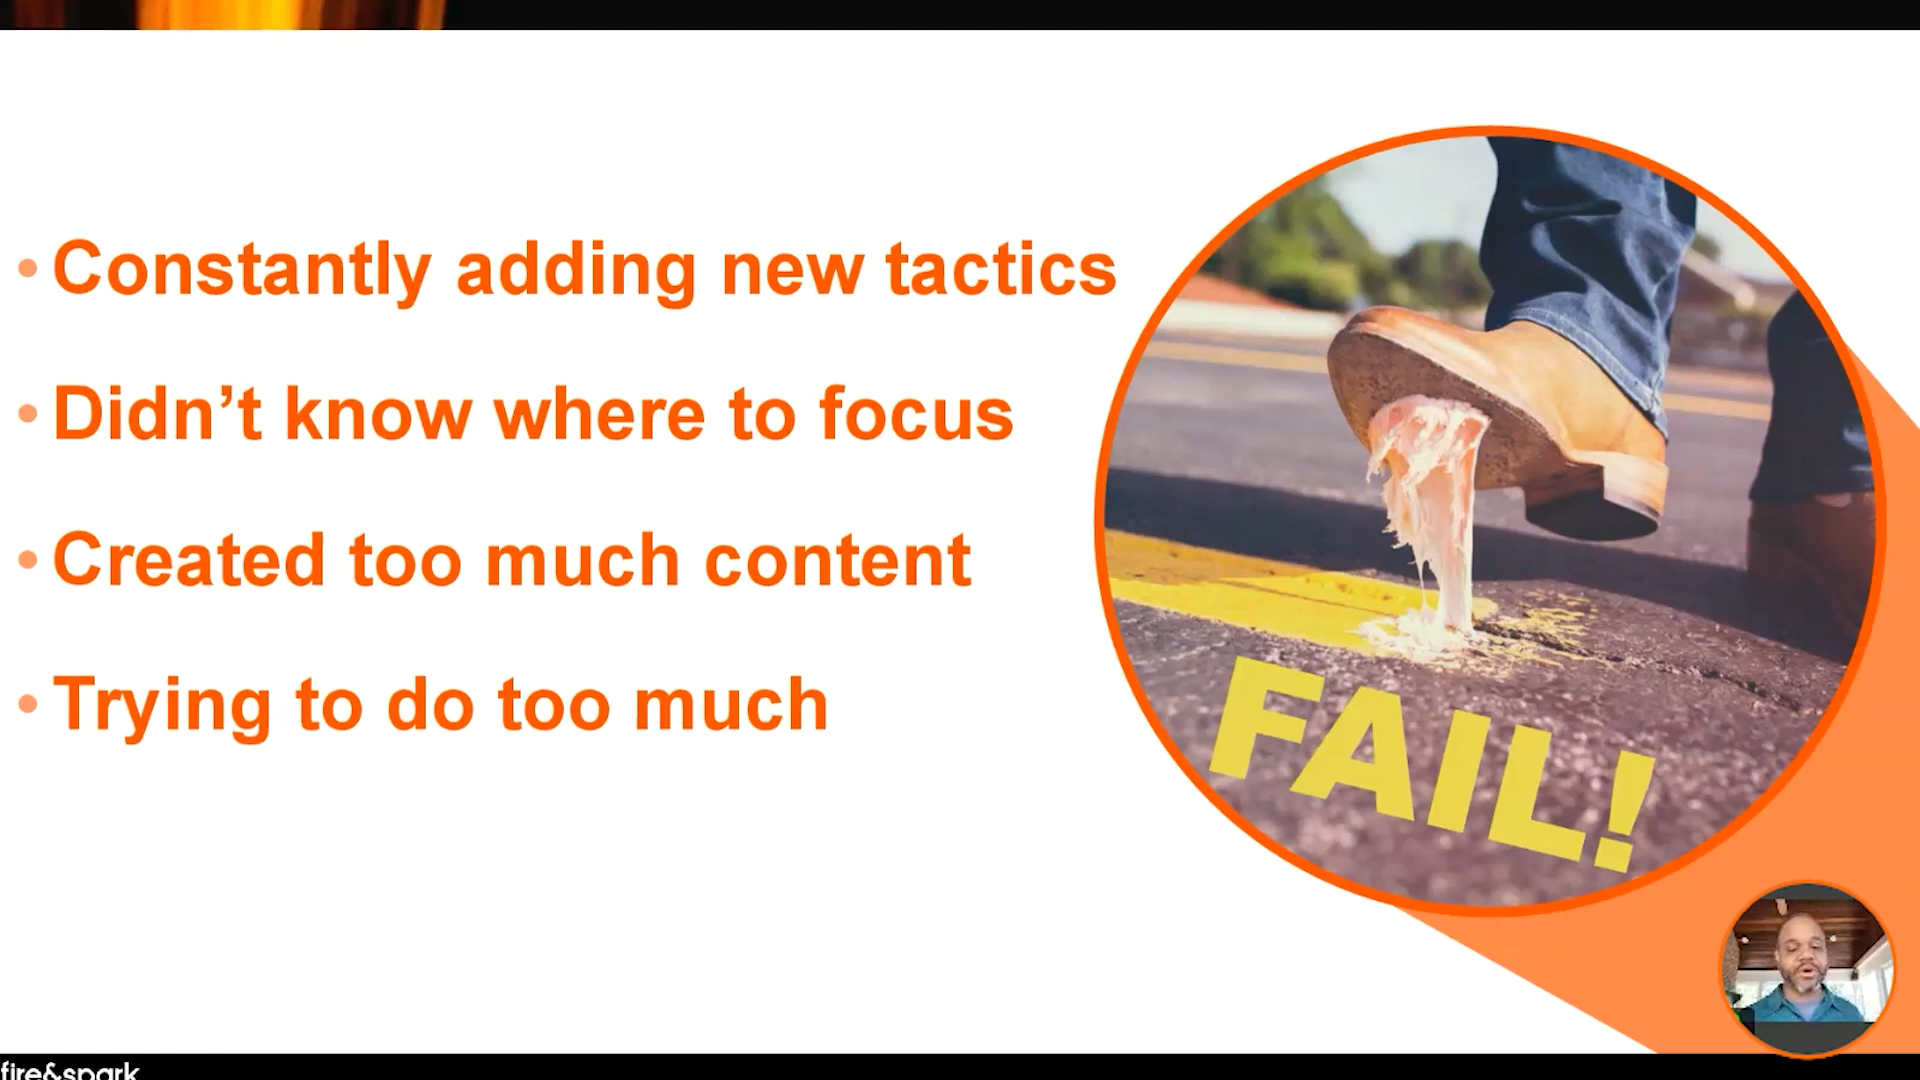 • Constantly adding new tactics
• Didn’t know where to focus
• Created too much content
• Trying to do too much
FAIL!
fire&spark